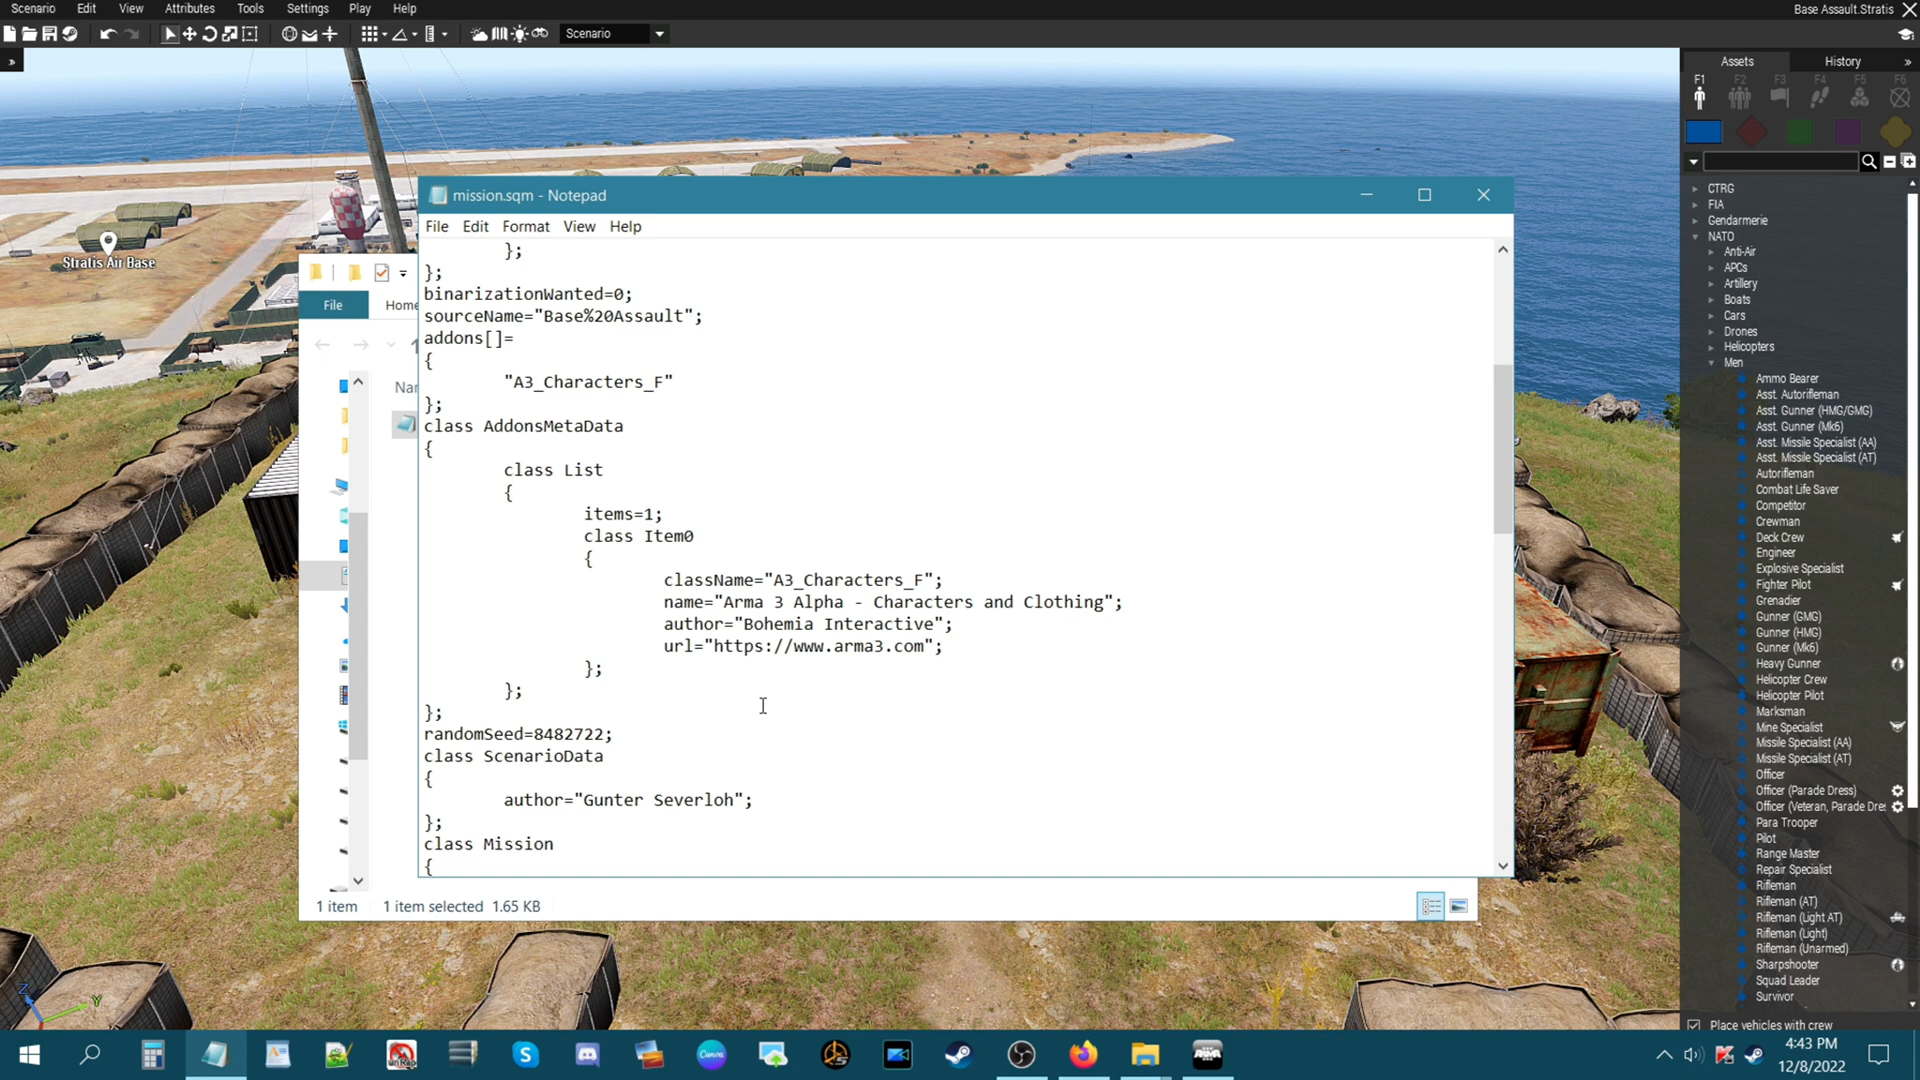 Scenario Edit View Attributes Tools Settings Play Help
Base Assault.Stratis
Scenario
Assets
History
F1 F2 F3 F4 F5 F6
Stratis Air Base
mission.sqm - Notepad
File Edit Format View Help
};
};
binarizationWanted=0;
sourceName="Base%20Assault";
addons[]=
{
"A3_Characters_F"
};
class AddonsMetaData
{
class List
{
items=1;
class Item0
{
className="A3_Characters_F";
name="Arma 3 Alpha - Characters and Clothing";
author="Bohemia Interactive";
url="https://www.arma3.com";
};
};
};
randomSeed=8482722;
class ScenarioData
{
author="Gunter Severloh";
};
class Mission
{
File
Home
1 item 1 item selected 1.65 KB
CTRG
FIA
Gendarmerie
NATO
Anti-Air
APCs
Artillery
Boats
Cars
Drones
Helicopters
Men
Ammo Bearer
Asst. Autorifleman
Asst. Gunner (HMG/GMG)
Asst. Gunner (Mk6)
Asst. Missile Specialist (AA)
Asst. Missile Specialist (AT)
Autorifleman
Combat Life Saver
Competitor
Crewman
Deck Crew
Engineer
Explosive Specialist
Fighter Pilot
Grenadier
Gunner (GMG)
Gunner (HMG)
Gunner (Mk6)
Heavy Gunner
Helicopter Crew
Helicopter Pilot
Marksman
Mine Specialist
Missile Specialist (AA)
Missile Specialist (AT)
Officer
Officer (Parade Dress)
Officer (Veteran, Parade Dre
Para Trooper
Pilot
Range Master
Repair Specialist
Rifleman
Rifleman (AT)
Rifleman (Light AT)
Rifleman (Light)
Rifleman (Unarmed)
Sharpshooter
Squad Leader
Survivor
Place vehicles with crew
Z
Y
4:43 PM
12/8/2022